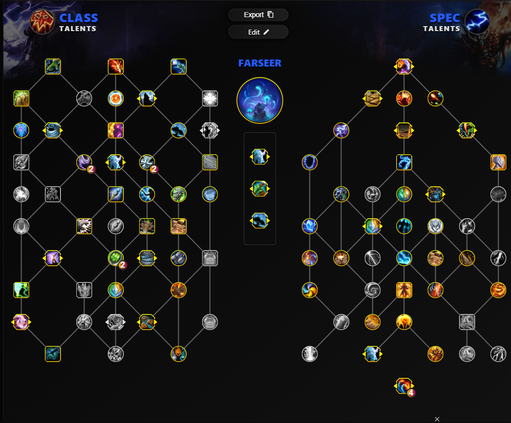 CLASS
TALENTS
Export
Edit
SPEC
TALENTS
FARSEER
2
2
2
4